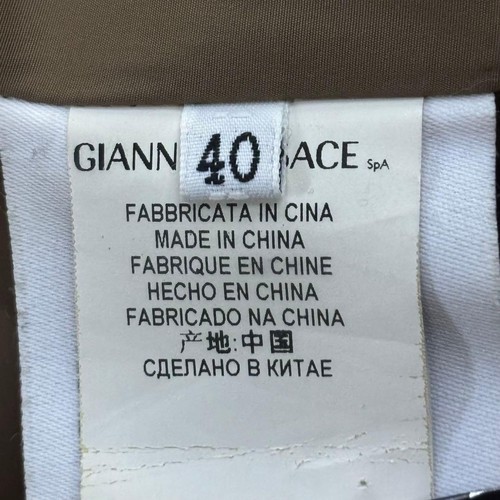 GIANN 40 ACE SpA
FABBRICATA IN CINA
MADE IN CHINA
FABRIQUE EN CHINE
HECHO EN CHINA
FABRICADO NA CHINA
产地:中国
СДЕЛАНО В КИТАЕ